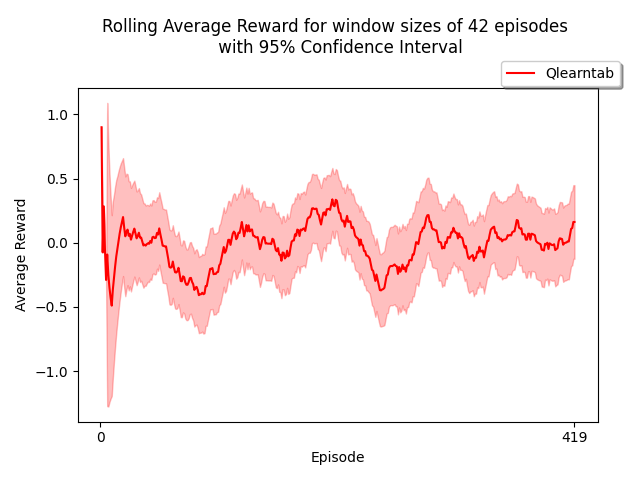 Rolling Average Reward for window sizes of 42 episodes
with 95% Confidence Interval
Qlearntab
1.0
0.5
0.0
−0.5
−1.0
Average Reward
0
419
Episode